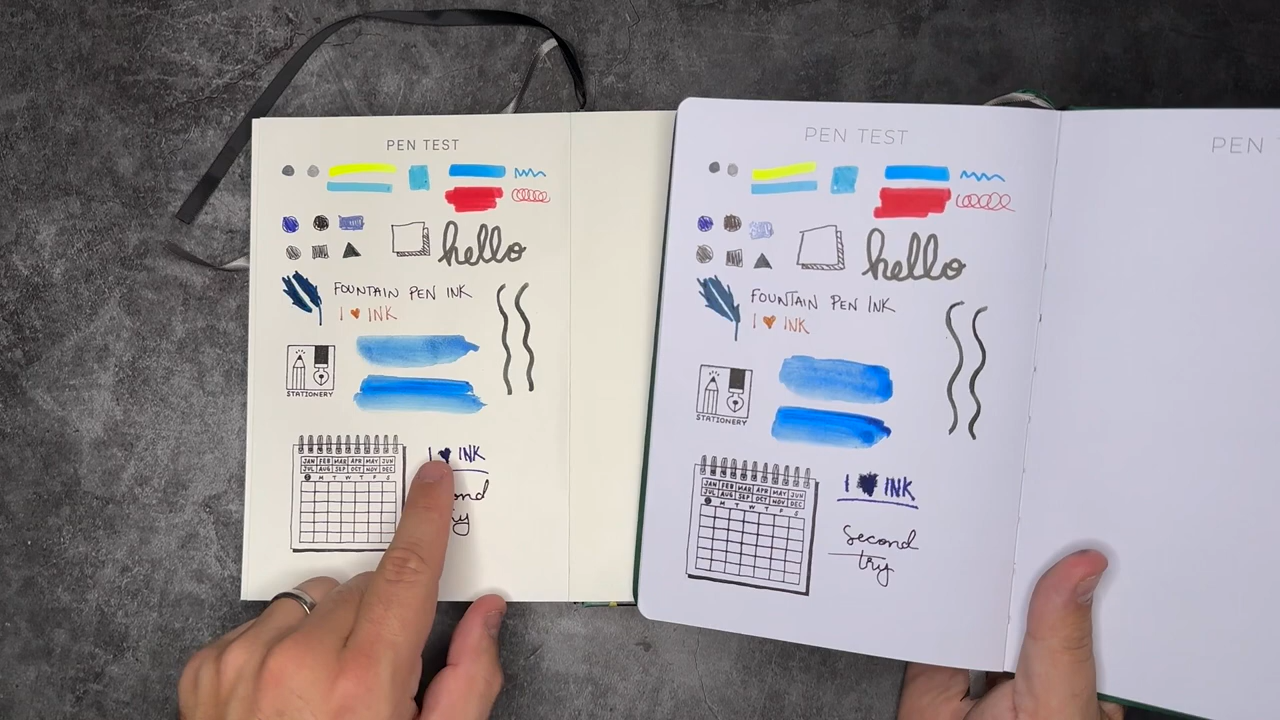 PEN TEST
hello
FOUNTAIN PEN INK
I ♥ INK
STATIONERY
JAN FEB MAR APR MAY JUN
JUL AUG SEP OCT NOV DEC
S M T W T F S
I ♥ INK
PEN TEST
hello
FOUNTAIN PEN INK
I ♥ INK
STATIONERY
JAN FEB MAR APR MAY JUN
JUL AUG SEP OCT NOV DEC
S M T W T F S
I ♥ INK
Second
try
PEN